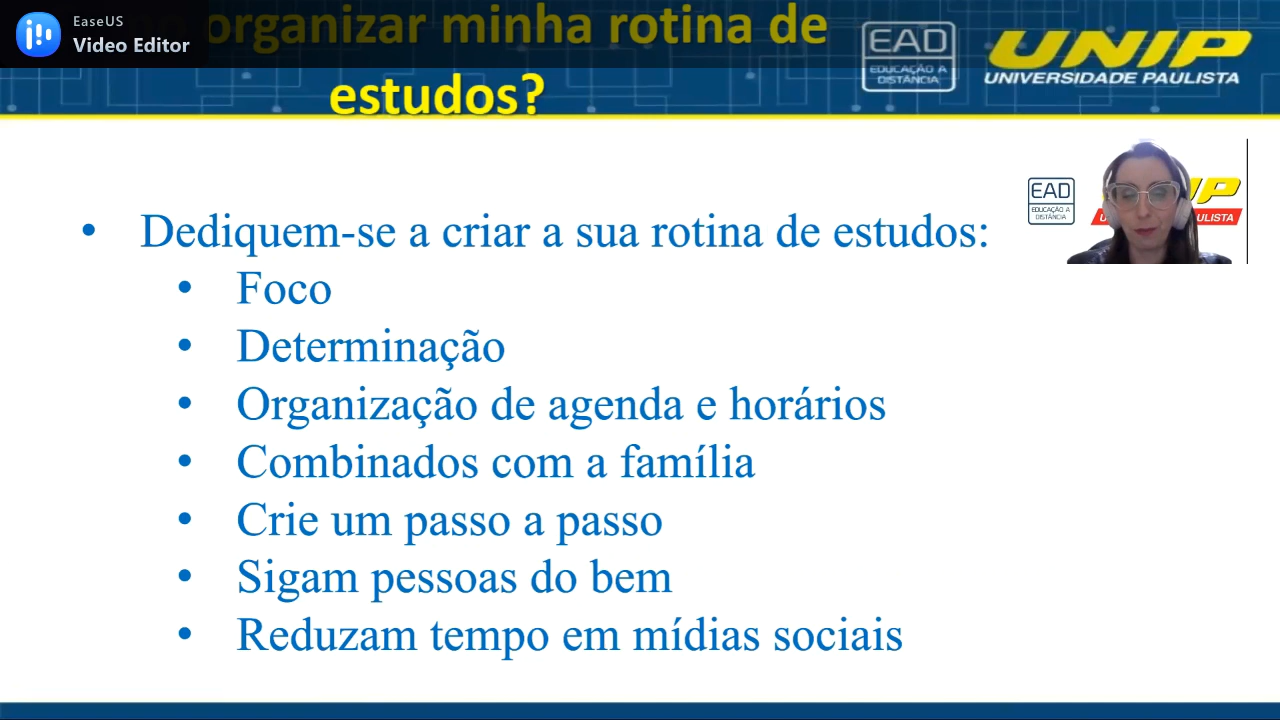 EaseUS
Video Editor
organizar minha rotina de
estudos?
EAD
EDUCAÇÃO A
DISTÂNCIA
UNIP
UNIVERSIDADE PAULISTA
EAD
EDUCAÇÃO A
DISTÂNCIA
• Dediquem-se a criar a sua rotina de estudos:
• Foco
• Determinação
• Organização de agenda e horários
• Combinados com a família
• Crie um passo a passo
• Sigam pessoas do bem
• Reduzam tempo em mídias sociais